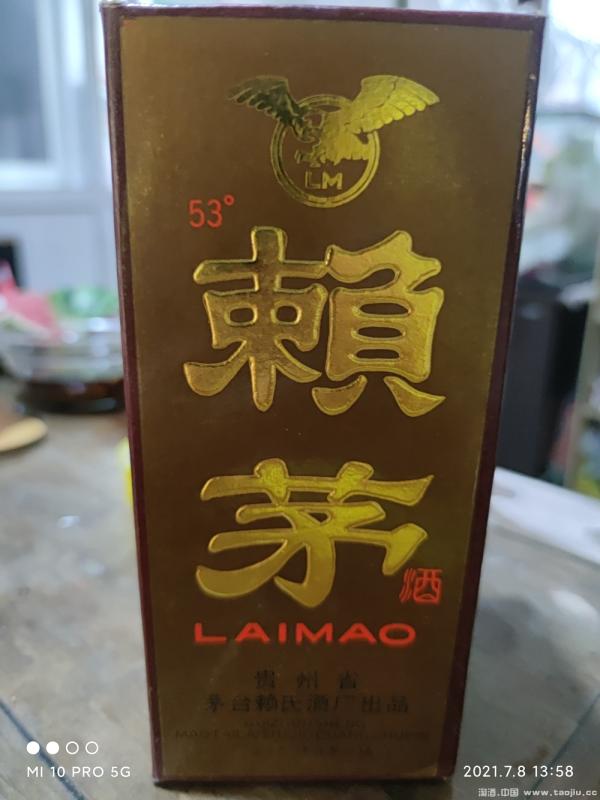 LM
53°
賴
茅
酒
LAIMAO
贵州省
茅台赖氏酒厂出品
MI 10 PRO 5G
2021.7.8 13:58
淘酒.中国 www.taojiu.cc